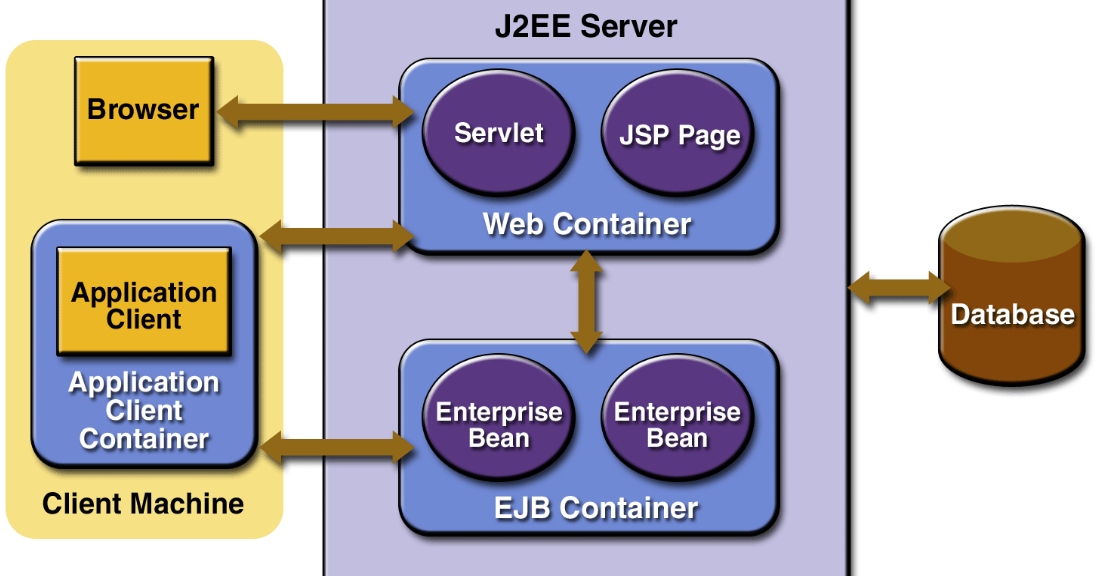 J2EE Server
Browser
Servlet
JSP Page
Web Container
Application
Client
Application
Client
Container
Client Machine
Enterprise
Bean
Enterprise
Bean
EJB Container
Database